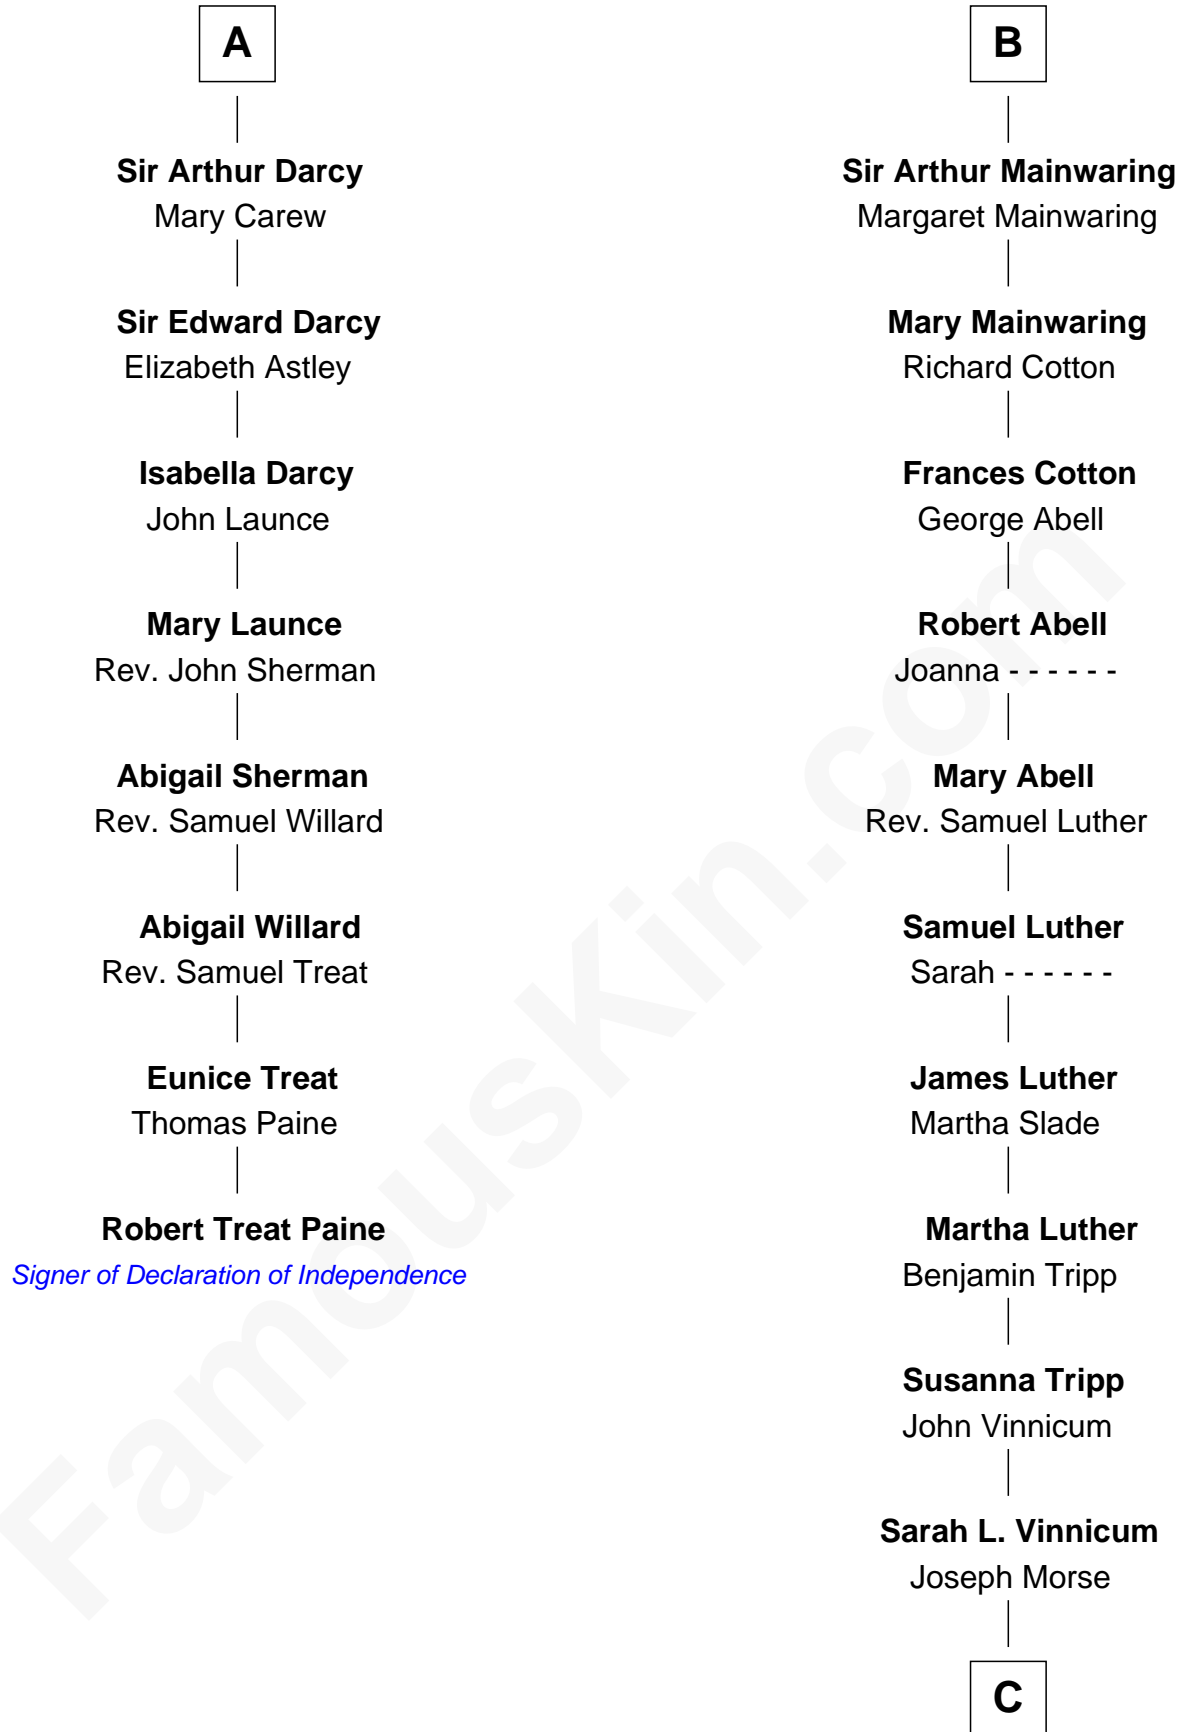 A
Sir Arthur Darcy
Mary Carew
Sir Edward Darcy
Elizabeth Astley
Isabella Darcy
John Launce
Mary Launce
Rev. John Sherman
Abigail Sherman
Rev. Samuel Willard
Abigail Willard
Rev. Samuel Treat
Eunice Treat
Thomas Paine
Robert Treat Paine
Signer of Declaration of Independence
B
Sir Arthur Mainwaring
Margaret Mainwaring
Mary Mainwaring
Richard Cotton
Frances Cotton
George Abell
Robert Abell
Joanna - - - - - -
Mary Abell
Rev. Samuel Luther
Samuel Luther
Sarah - - - - - -
James Luther
Martha Slade
Martha Luther
Benjamin Tripp
Susanna Tripp
John Vinnicum
Sarah L. Vinnicum
Joseph Morse
C
FamousKin.com